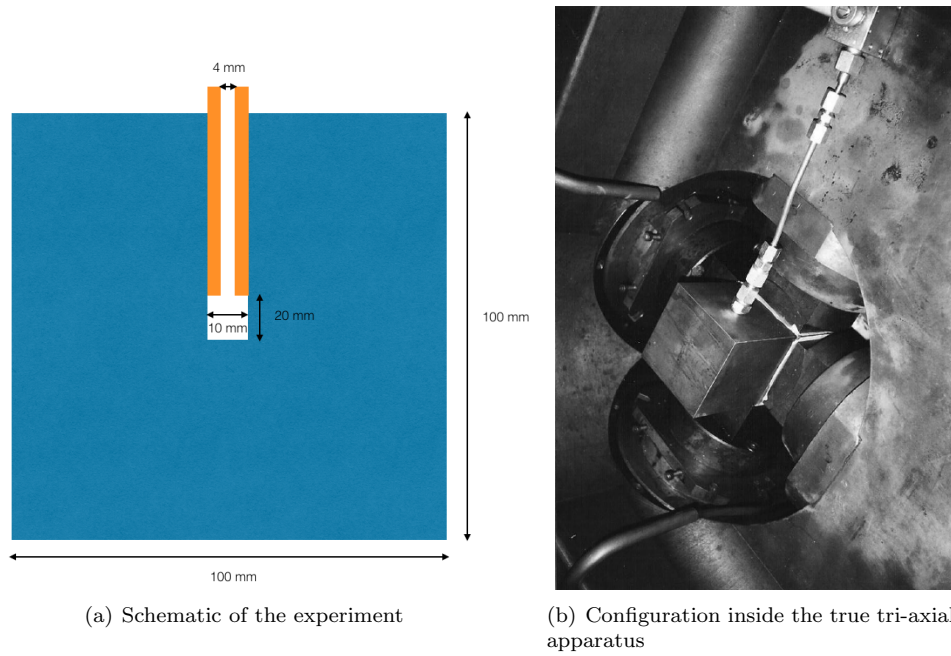 4 mm
20 mm
10 mm
100 mm
100 mm
(a) Schematic of the experiment
(b) Configuration inside the true tri-axial
apparatus